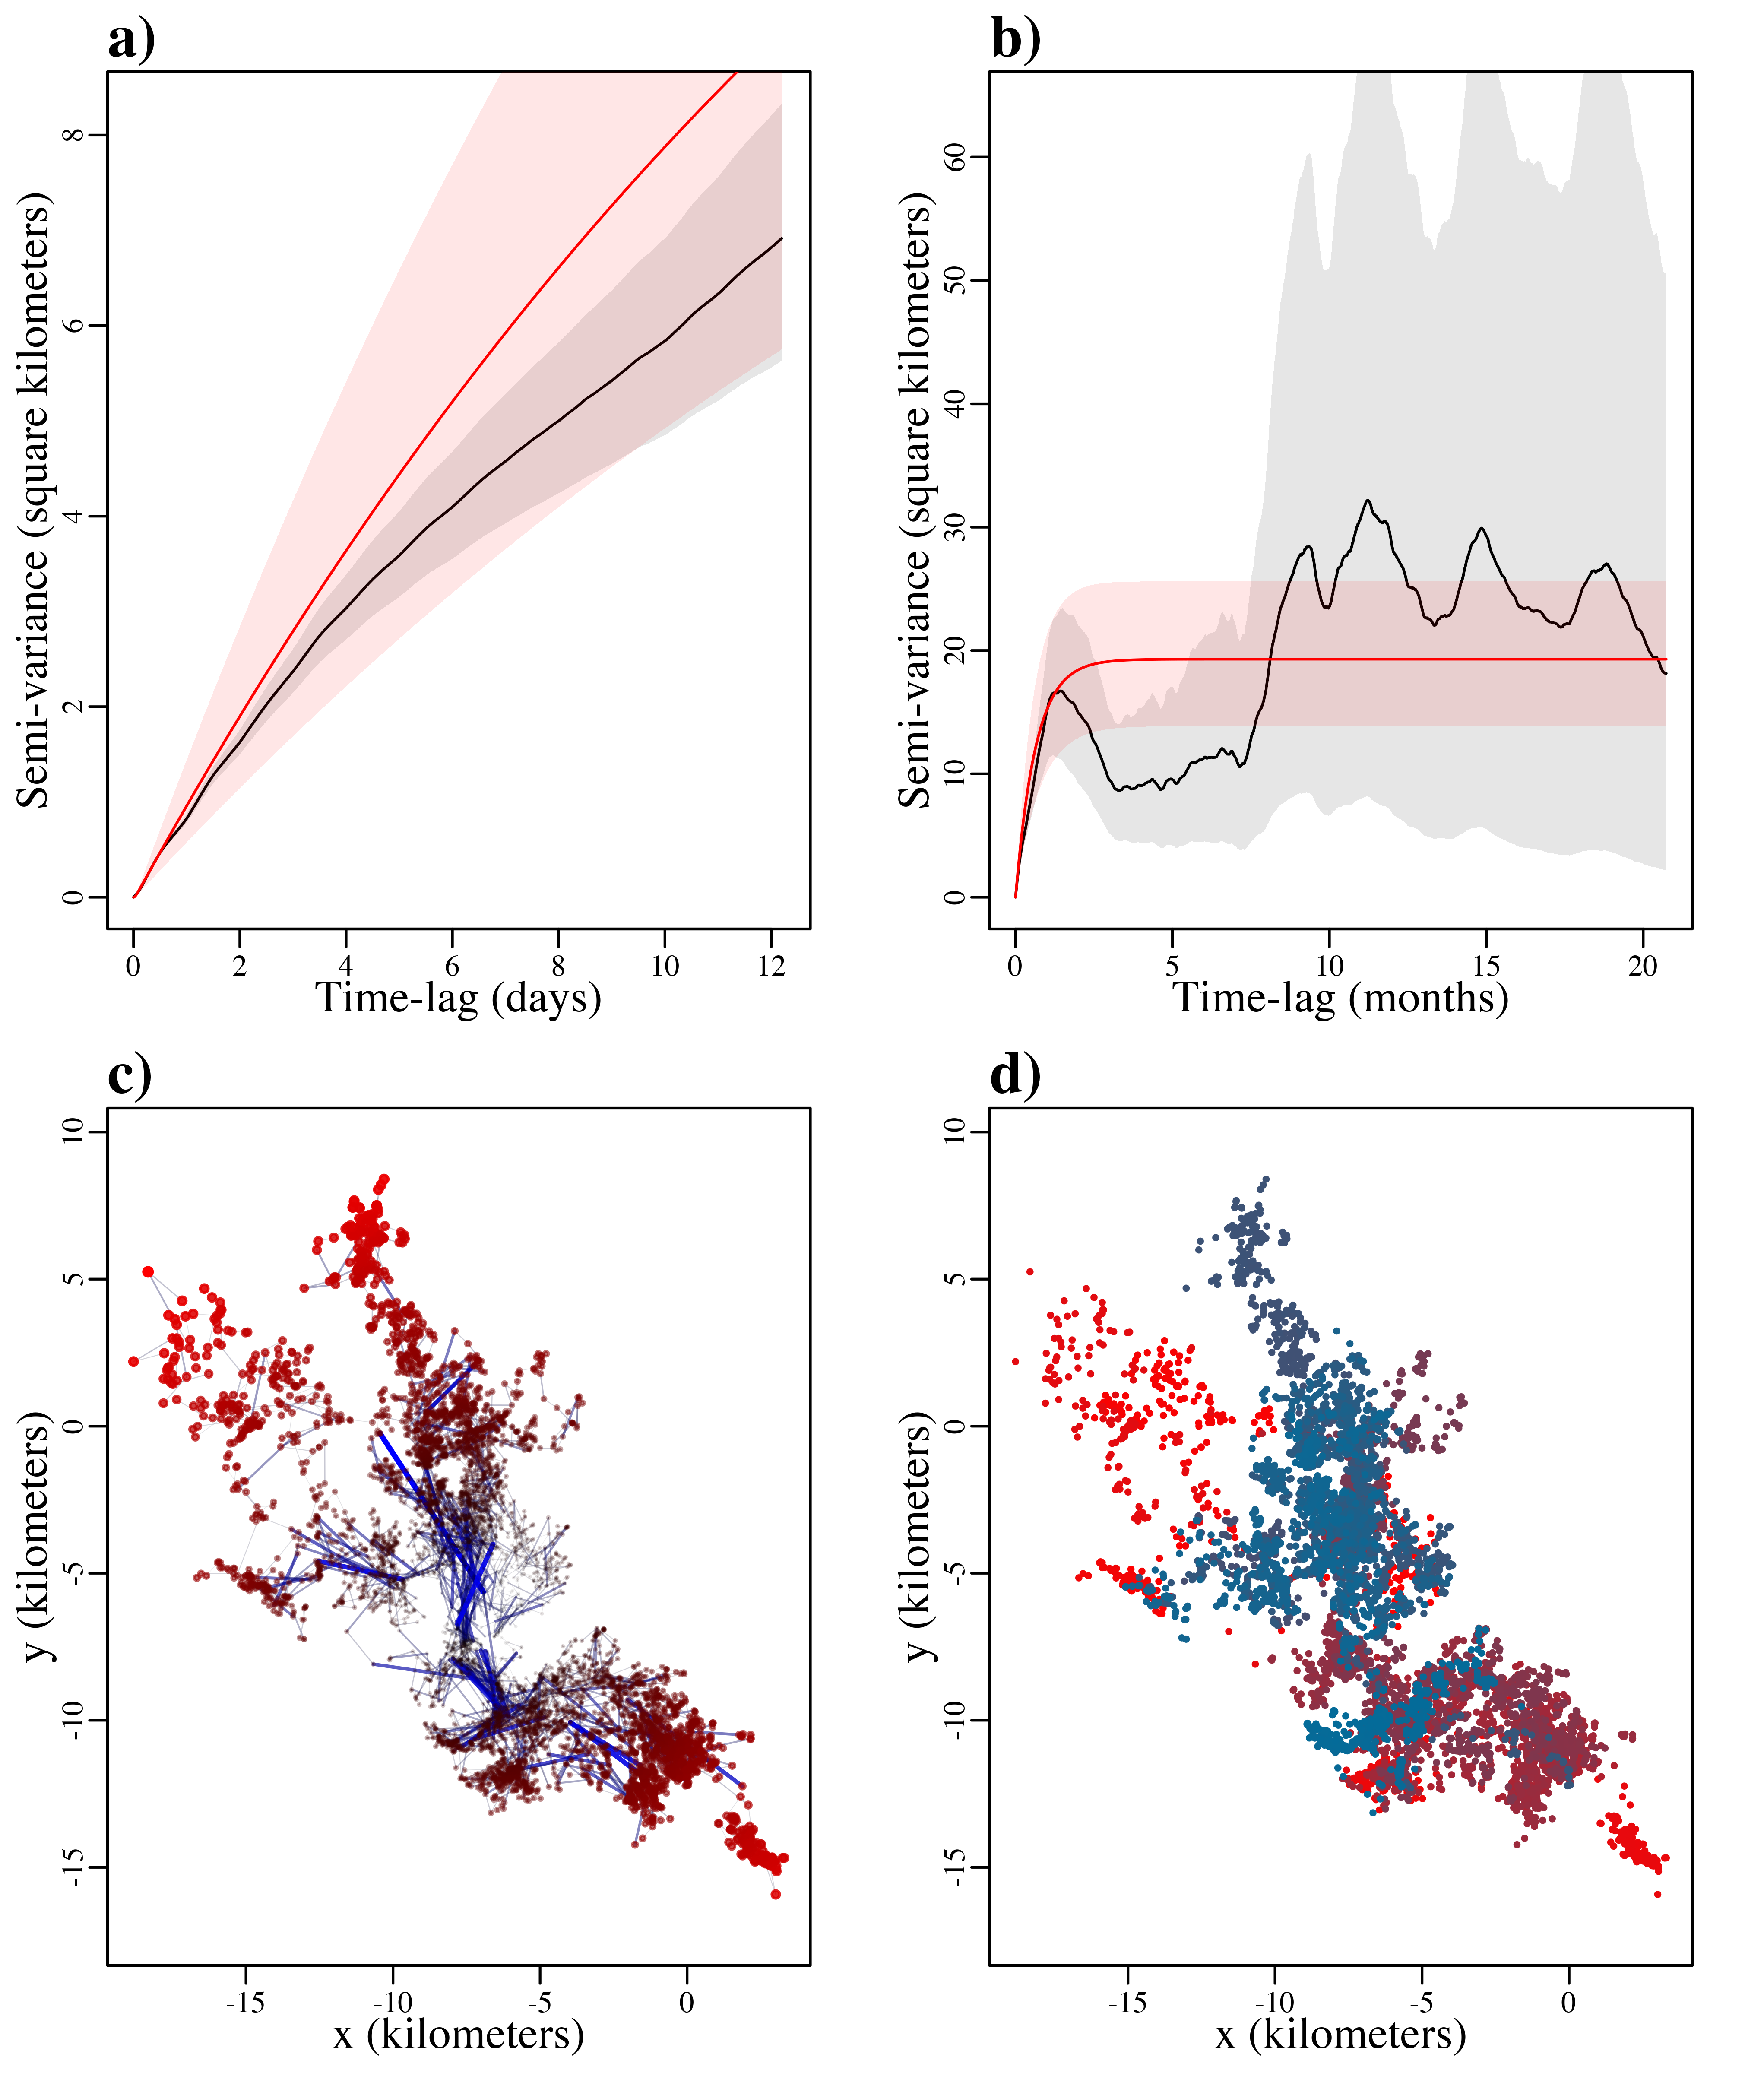 a)
Semi-variance (square kilometers)
0 2 4 6 8
0 2 4 6 8 10 12
Time-lag (days)
b)
Semi-variance (square kilometers)
0 10 20 30 40 50 60
0 5 10 15 20
Time-lag (months)
c)
y (kilometers)
-15 -10 -5 0 5 10
-15 -10 -5 0
x (kilometers)
d)
y (kilometers)
-15 -10 -5 0 5 10
-15 -10 -5 0
x (kilometers)